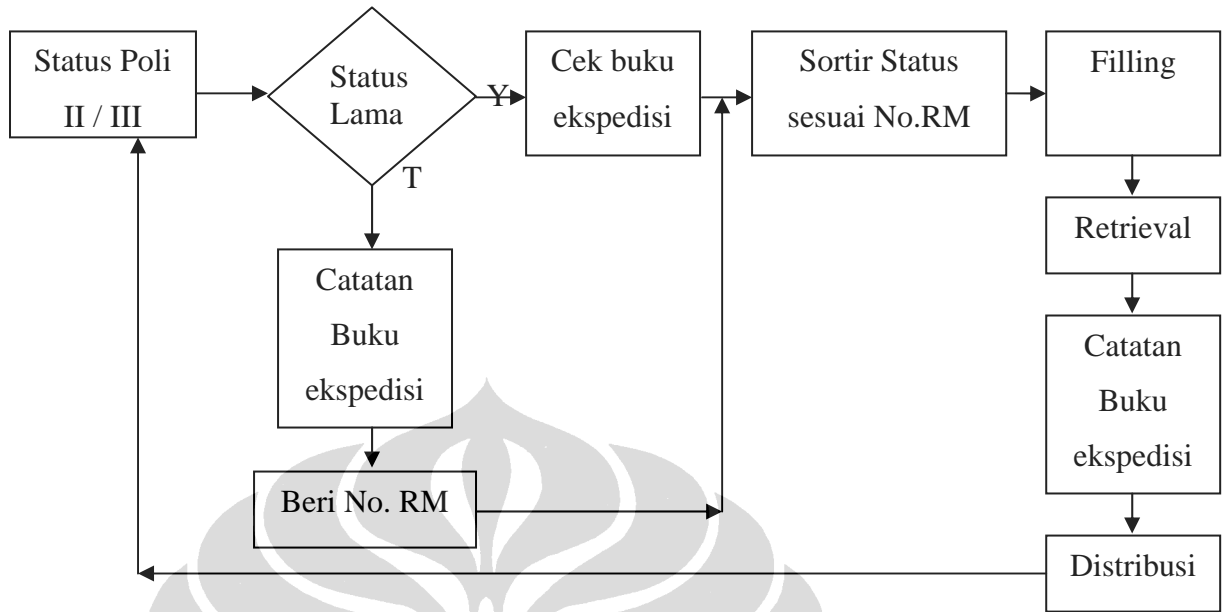 Status Poli
II / III
Status
Lama
Y
T
Cek buku
ekspedisi
Sortir Status
sesuai No.RM
Filling
Retrieval
Catatan
Buku
ekspedisi
Distribusi
Catatan
Buku
ekspedisi
Beri No. RM